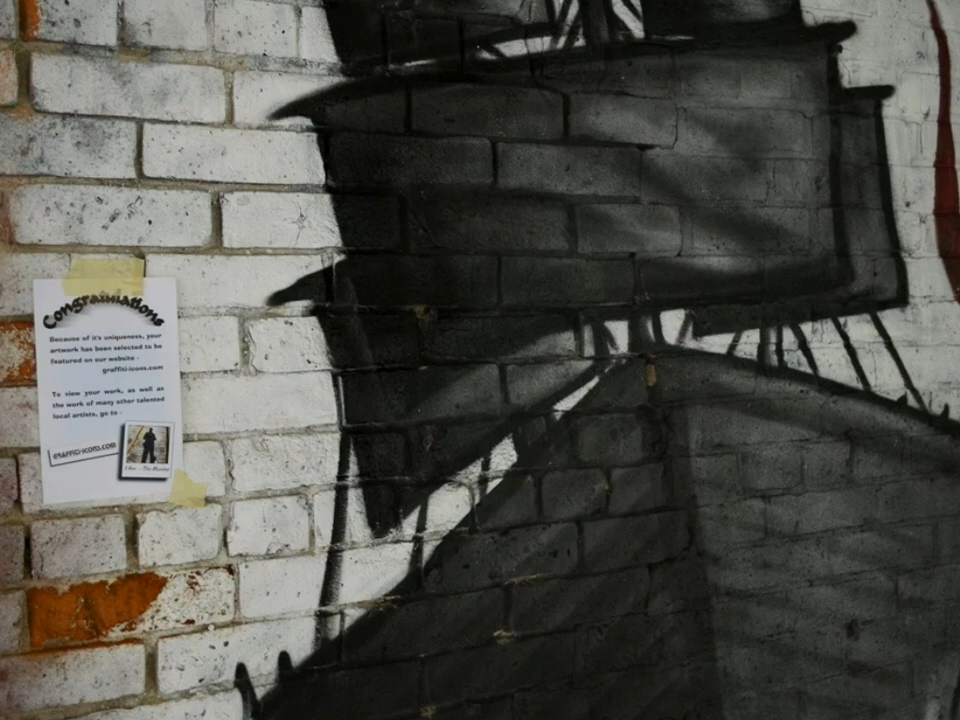 Congratulations
Because of it's uniqueness, your
artwork has been selected to be
featured on our website -
graffiti-icons.com
To view your work, as well as
the work of many other talented
local artists, go to -
graffiti-icons.com